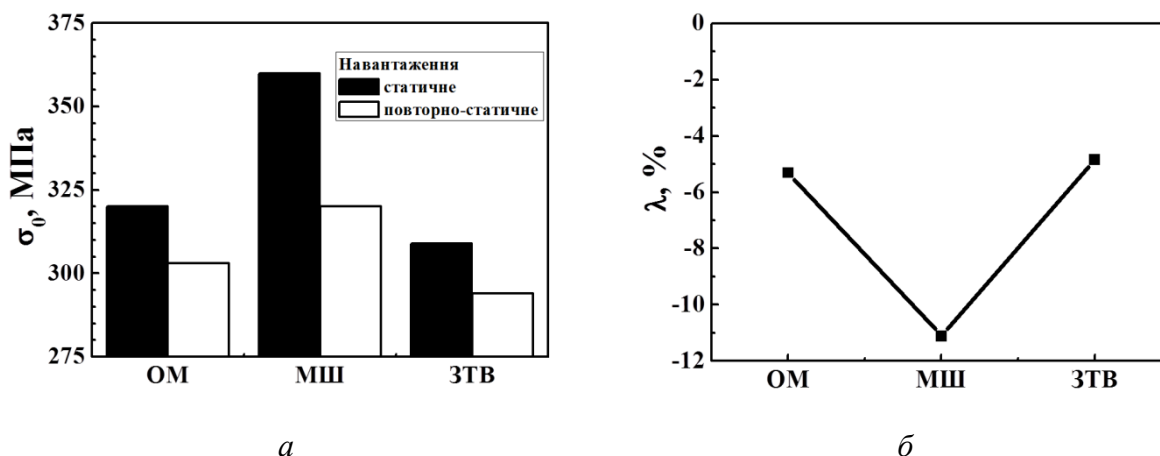 375
350
325
300
275
σ₀, МПа
Навантаження
статичне
повторно-статичне
ОМ МШ ЗТВ
а
0
-2
-4
-6
-8
-10
-12
λ, %
ОМ МШ ЗТВ
б